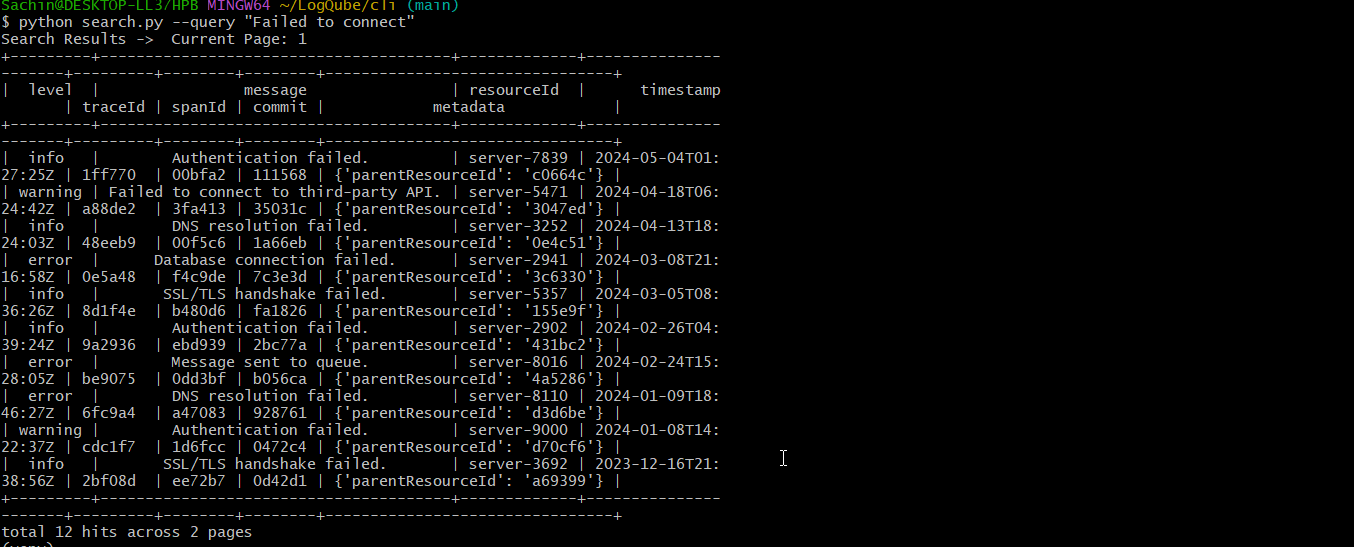 Sachin@DESKTOP-LL3/HPB MINGW64 ~/LogQube/cli (main)
$ python search.py --query "Failed to connect"
Search Results ->  Current Page: 1
+---------+---------------------------------------+-------------+---------------
-------+---------+--------+--------+--------------------------------+
|  level  |                message                | resourceId  |      timestamp
       | traceId | spanId | commit |            metadata            |
+---------+---------------------------------------+-------------+---------------
-------+---------+--------+--------+--------------------------------+
|  info   |        Authentication failed.         | server-7839 | 2024-05-04T01:
27:25Z | 1ff770  | 00bfa2 | 111568 | {'parentResourceId': 'c0664c'} |
| warning | Failed to connect to third-party API. | server-5471 | 2024-04-18T06:
24:42Z | a88de2  | 3fa413 | 35031c | {'parentResourceId': '3047ed'} |
|  info   |        DNS resolution failed.         | server-3252 | 2024-04-13T18:
24:03Z | 48eeb9  | 00f5c6 | 1a66eb | {'parentResourceId': '0e4c51'} |
|  error  |      Database connection failed.      | server-2941 | 2024-03-08T21:
16:58Z | 0e5a48  | f4c9de | 7c3e3d | {'parentResourceId': '3c6330'} |
|  info   |       SSL/TLS handshake failed.       | server-5357 | 2024-03-05T08:
36:26Z | 8d1f4e  | b480d6 | fa1826 | {'parentResourceId': '155e9f'} |
|  info   |        Authentication failed.         | server-2902 | 2024-02-26T04:
39:24Z | 9a2936  | ebd939 | 2bc77a | {'parentResourceId': '431bc2'} |
|  error  |        Message sent to queue.         | server-8016 | 2024-02-24T15:
28:05Z | be9075  | 0dd3bf | b056ca | {'parentResourceId': '4a5286'} |
|  error  |        DNS resolution failed.         | server-8110 | 2024-01-09T18:
46:27Z | 6fc9a4  | a47083 | 928761 | {'parentResourceId': 'd3d6be'} |
| warning |        Authentication failed.         | server-9000 | 2024-01-08T14:
22:37Z | cdc1f7  | 1d6fcc | 0472c4 | {'parentResourceId': 'd70cf6'} |
|  info   |       SSL/TLS handshake failed.       | server-3692 | 2023-12-16T21:
38:56Z | 2bf08d  | ee72b7 | 0d42d1 | {'parentResourceId': 'a69399'} |
+---------+---------------------------------------+-------------+---------------
-------+---------+--------+--------+--------------------------------+
total 12 hits across 2 pages